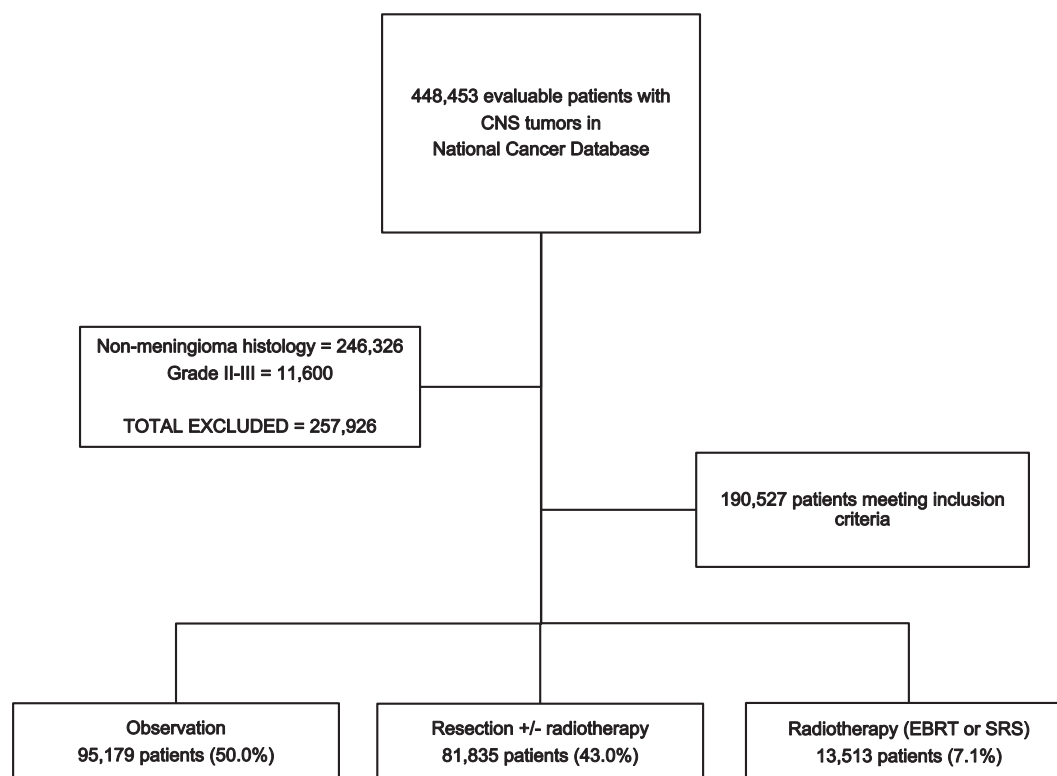 448,453 evaluable patients with
CNS tumors in
National Cancer Database
Non-meningioma histology = 246,326
Grade II-III = 11,600
TOTAL EXCLUDED = 257,926
190,527 patients meeting inclusion
criteria
Observation
95,179 patients (50.0%)
Resection +/- radiotherapy
81,835 patients (43.0%)
Radiotherapy (EBRT or SRS)
13,513 patients (7.1%)